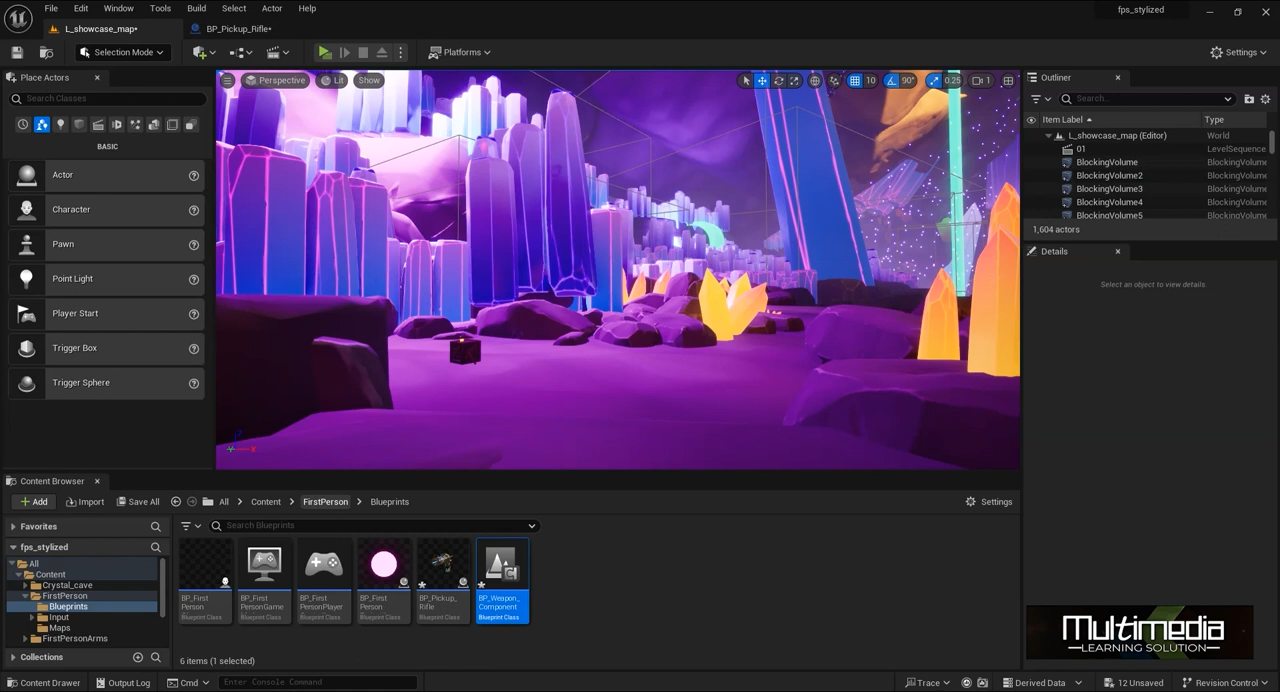 File Edit Window Tools Build Select Actor Help
fps_stylized
L_showcase_map*
BP_Pickup_Rifle*
Selection Mode
Platforms
Settings
Place Actors
Search Classes
BASIC
Actor
Character
Pawn
Point Light
Player Start
Trigger Box
Trigger Sphere
Perspective
Lit
Show
10
90°
0.25
1
Outliner
Search...
Item Label
Type
L_showcase_map (Editor) World
01 LevelSequence
BlockingVolume BlockingVolume
BlockingVolume2 BlockingVolume
BlockingVolume3 BlockingVolume
BlockingVolume4 BlockingVolume
BlockingVolume5 BlockingVolume
1,604 actors
Details
Select an object to view details.
Content Browser
Add
Import
Save All
All
Content
FirstPerson
Blueprints
Settings
Favorites
fps_stylized
All
Content
Crystal_cave
FirstPerson
Blueprints
Input
Maps
FirstPersonArms
Collections
Search Blueprints
BP_First
Person
Blueprint Class
BP_First
PersonGame
Blueprint Class
BP_First
PersonPlayer
Blueprint Class
BP_First
Person
Blueprint Class
BP_Pickup_
Rifle
Blueprint Class
BP_Weapon_
Component
Blueprint Class
6 items (1 selected)
Multimedia
LEARNING SOLUTION
Content Drawer
Output Log
Cmd
Enter Console Command
Trace
Derived Data
12 Unsaved
Revision Control